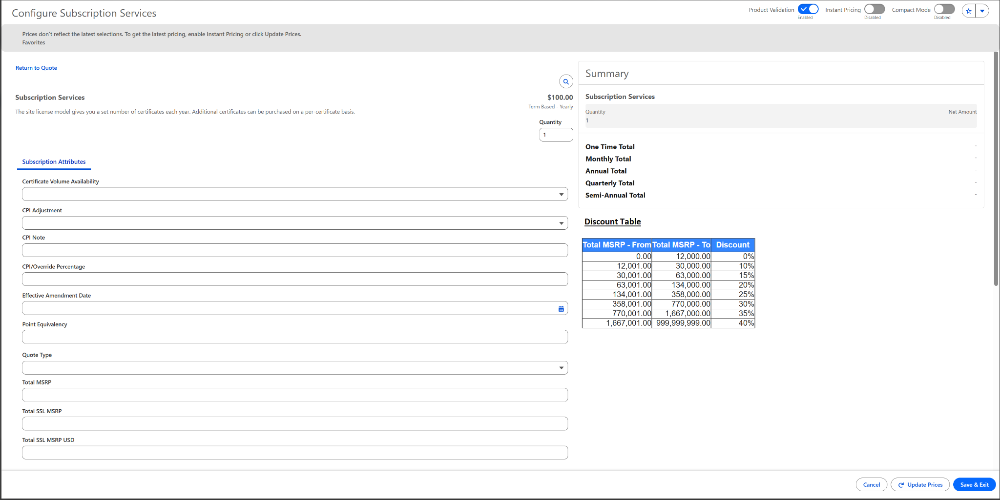 Configure Subscription Services
Product Validation
Enabled
Instant Pricing
Disabled
Compact Mode
Disabled
Prices don't reflect the latest selections. To get the latest pricing, enable Instant Pricing or click Update Prices.
Favorites
Return to Quote
Subscription Services
$100.00
Term Based - Yearly
The site license model gives you a set number of certificates each year. Additional certificates can be purchased on a per-certificate basis.
Quantity
1
Subscription Attributes
Certificate Volume Availability
CPI Adjustment
CPI Note
CPI/Override Percentage
Effective Amendment Date
Point Equivalency
Quote Type
Total MSRP
Total SSL MSRP
Total SSL MSRP USD
Summary
Subscription Services
Quantity Net Amount
1
One Time Total -
Monthly Total -
Annual Total -
Quarterly Total -
Semi-Annual Total -
Discount Table
Total MSRP - From Total MSRP - To Discount
0.00 12,000.00 0%
12,001.00 30,000.00 10%
30,001.00 63,000.00 15%
63,001.00 134,000.00 20%
134,001.00 358,000.00 25%
358,001.00 770,000.00 30%
770,001.00 1,667,000.00 35%
1,667,001.00 999,999,999.00 40%
Cancel Update Prices Save & Exit